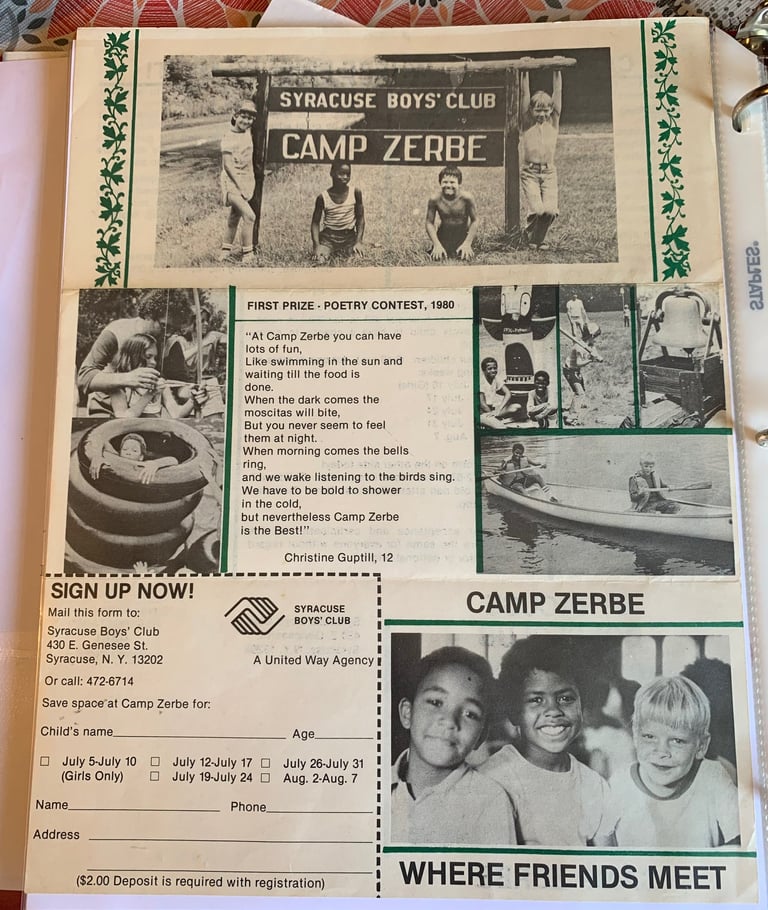 SYRACUSE BOYS' CLUB
CAMP ZERBE
FIRST PRIZE - POETRY CONTEST, 1980
"At Camp Zerbe you can have
lots of fun,
Like swimming in the sun and
waiting till the food is
done.
When the dark comes the
moscitas will bite,
But you never seem to feel
them at night.
When morning comes the bells
ring,
and we wake listening to the birds sing.
We have to be bold to shower
in the cold,
but nevertheless Camp Zerbe
is the Best!"
Christine Guptill, 12
SIGN UP NOW!
Mail this form to:
Syracuse Boys' Club
430 E. Genesee St.
Syracuse, N. Y. 13202
SYRACUSE
BOYS' CLUB
A United Way Agency
Or call: 472-6714
Save space at Camp Zerbe for:
Child's name Age
July 5-July 10 July 12-July 17 July 26-July 31
(Girls Only) July 19-July 24 Aug. 2-Aug. 7
Name Phone
Address
($2.00 Deposit is required with registration)
CAMP ZERBE
WHERE FRIENDS MEET
STAPLES